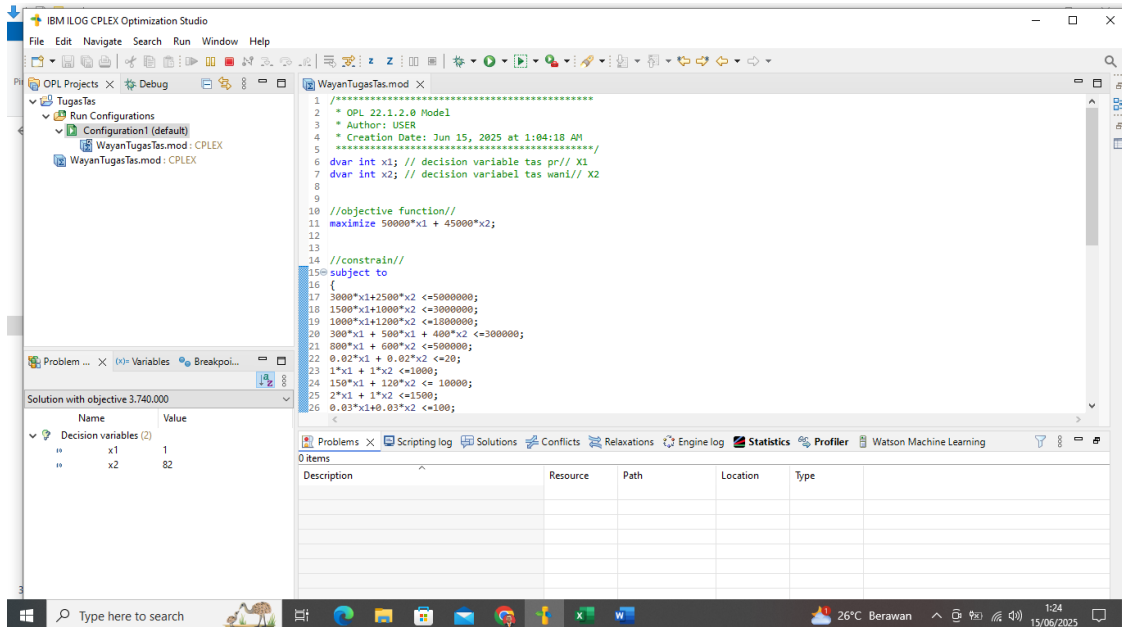 IBM ILOG CPLEX Optimization Studio
File Edit Navigate Search Run Window Help
OPL Projects Debug
TugasTas
Run Configurations
Configuration1 (default)
WayanTugasTas.mod : CPLEX
WayanTugasTas.mod : CPLEX
WayanTugasTas.mod
1 /*********************************************
2 * OPL 22.1.2.0 Model
3 * Author: USER
4 * Creation Date: Jun 15, 2025 at 1:04:18 AM
5 *********************************************/
6 dvar int x1; // decision variable tas pr// X1
7 dvar int x2; // decision variabel tas wani// X2
8
9
10 //objective function//
11 maximize 50000*x1 + 45000*x2;
12
13
14 //constrain//
15 subject to
16 {
17 3000*x1+2500*x2 <=5000000;
18 1500*x1+1000*x2 <=3000000;
19 1000*x1+1200*x2 <=1800000;
20 300*x1 + 500*x1 + 400*x2 <=300000;
21 800*x1 + 600*x2 <=500000;
22 0.02*x1 + 0.02*x2 <=20;
23 1*x1 + 1*x2 <=1000;
24 150*x1 + 120*x2 <= 10000;
25 2*x1 + 1*x2 <=1500;
26 0.03*x1+0.03*x2 <=100;
Problem ... (x)= Variables Breakpoi...
Solution with objective 3.740.000
Name Value
Decision variables (2)
x1 1
x2 82
Problems Scripting log Solutions Conflicts Relaxations Engine log Statistics Profiler Watson Machine Learning
0 items
Description Resource Path Location Type
Type here to search
26°C Berawan
1:24
15/06/2025